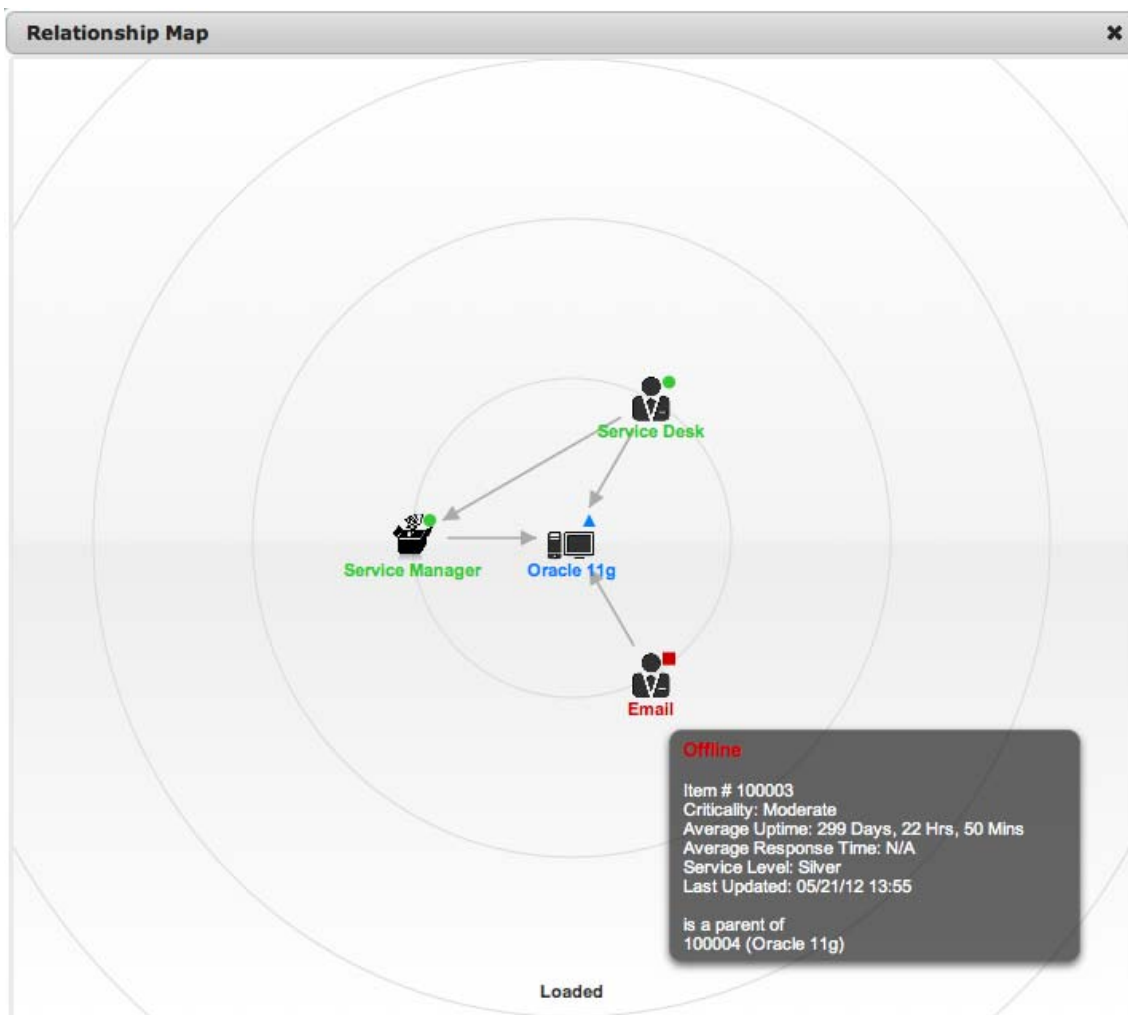 Relationship Map
Service Desk
Service Manager
Oracle 11g
Email
Offline
Item # 100003
Criticality: Moderate
Average Uptime: 299 Days, 22 Hrs, 50 Mins
Average Response Time: N/A
Service Level: Silver
Last Updated: 05/21/12 13:55
is a parent of
100004 (Oracle 11g)
Loaded